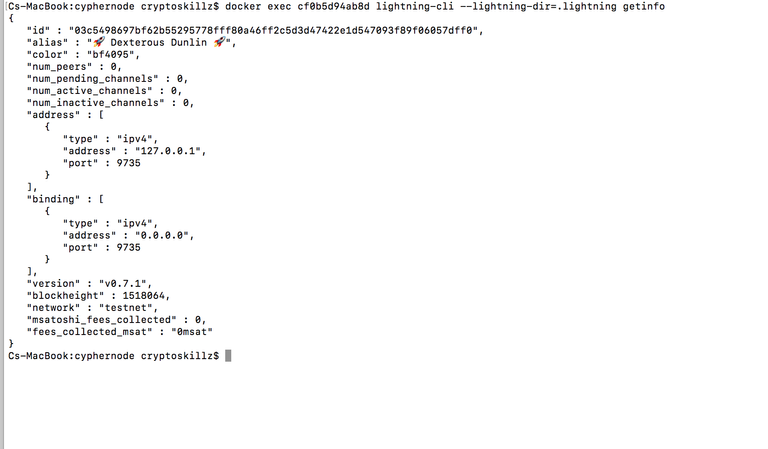 Cs-MacBook:cyphernode cryptoskillz$ docker exec cf0b5d94ab8d lightning-cli --lightning-dir=.lightning getinfo
{
   "id" : "03c5498697bf62b55295778fff80a46ff2c5d3d47422e1d547093f89f06057dff0",
   "alias" : "🚀 Dexterous Dunlin 🚀",
   "color" : "bf4095",
   "num_peers" : 0,
   "num_pending_channels" : 0,
   "num_active_channels" : 0,
   "num_inactive_channels" : 0,
   "address" : [
      {
         "type" : "ipv4",
         "address" : "127.0.0.1",
         "port" : 9735
      }
   ],
   "binding" : [
      {
         "type" : "ipv4",
         "address" : "0.0.0.0",
         "port" : 9735
      }
   ],
   "version" : "v0.7.1",
   "blockheight" : 1518064,
   "network" : "testnet",
   "msatoshi_fees_collected" : 0,
   "fees_collected_msat" : "0msat"
}
Cs-MacBook:cyphernode cryptoskillz$